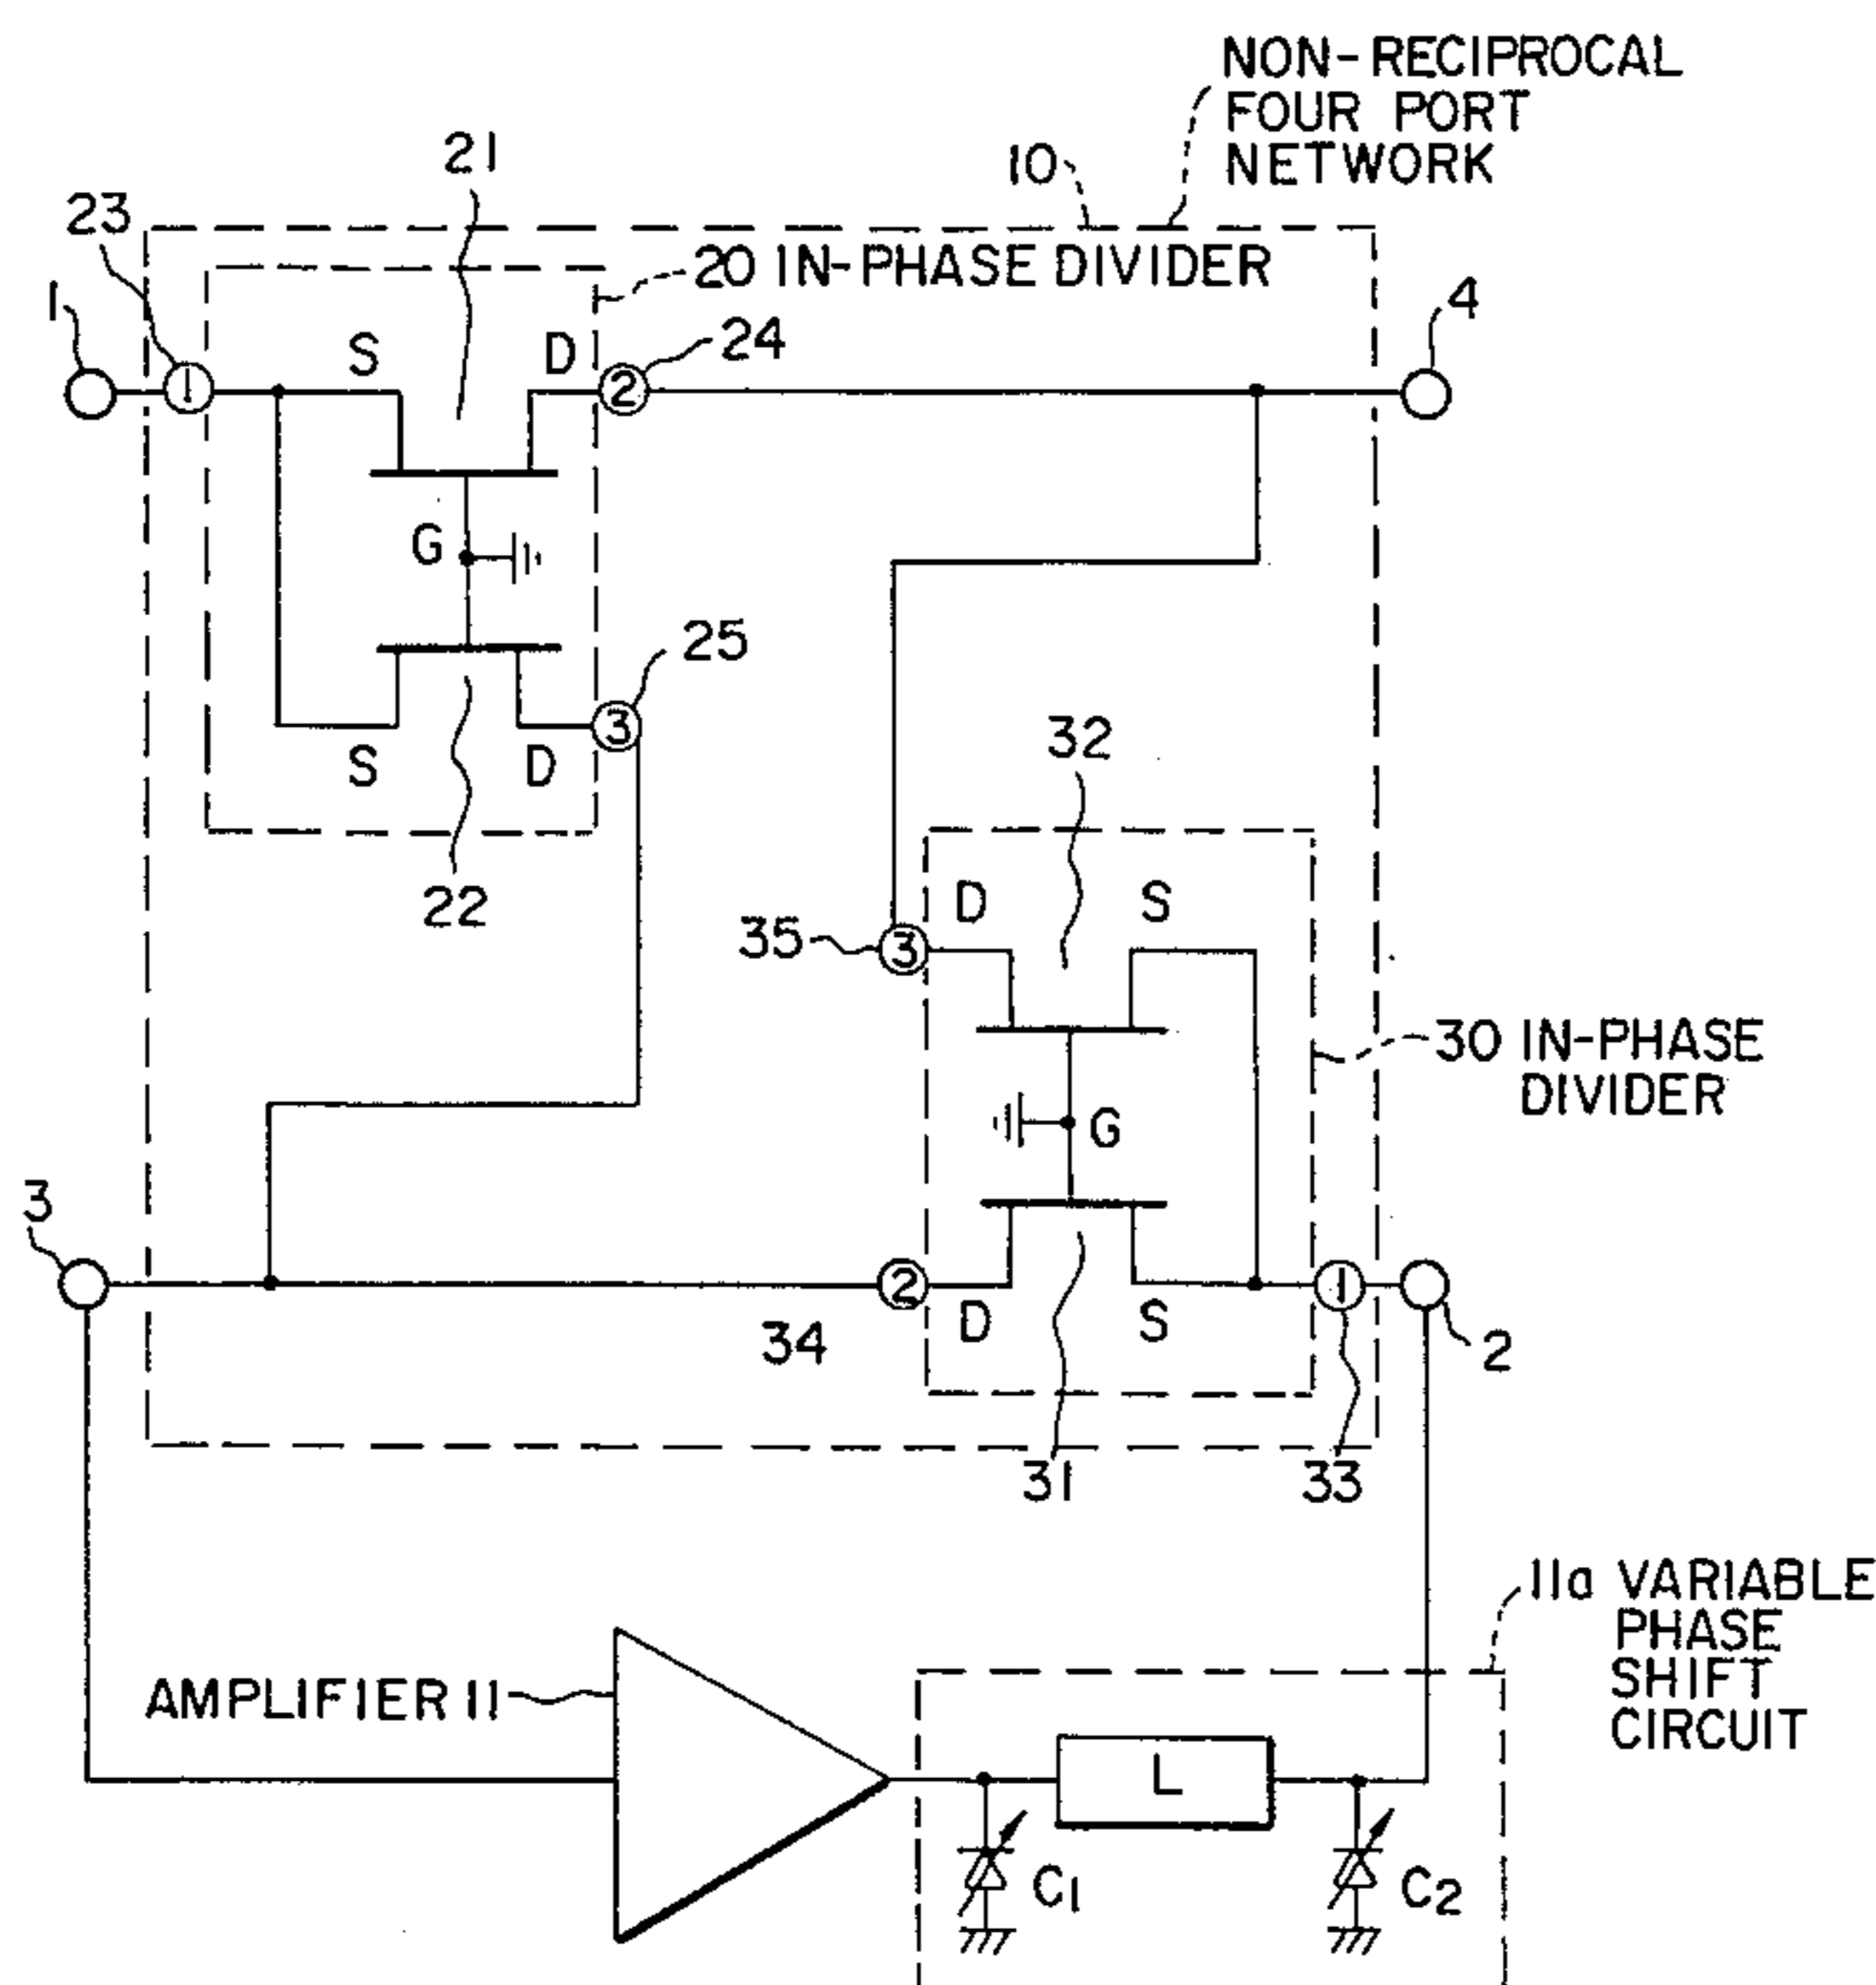 NON-RECIPROCAL
FOUR PORT
NETWORK
10
21
23
20 IN-PHASE DIVIDER
1
4
24
S
D
1
2
G
25
3
S
D
32
22
D
S
35
3
30 IN-PHASE
DIVIDER
G
3
2
1
34
D
S
2
31
33
11a VARIABLE
PHASE
SHIFT
CIRCUIT
AMPLIFIER 11
L
C1
C2